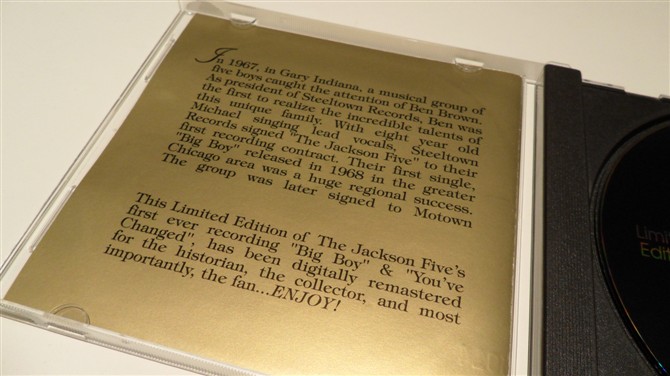 In 1967, in Gary Indiana, a musical group of
five boys caught the attention of Ben Brown.
As president of Steeltown Records, Ben was
the first to realize the incredible talents of
this unique family. With eight year old
Michael singing lead vocals, Steeltown
Records signed "The Jackson Five" to their
first recording contract. Their first single,
"Big Boy" released in 1968 in the greater
Chicago area was a huge regional success.
The group was later signed to Motown
This Limited Edition of The Jackson Five's
first ever recording "Big Boy" & "You've
Changed", has been digitally remastered
for the historian, the collector, and most
importantly, the fan...ENJOY!